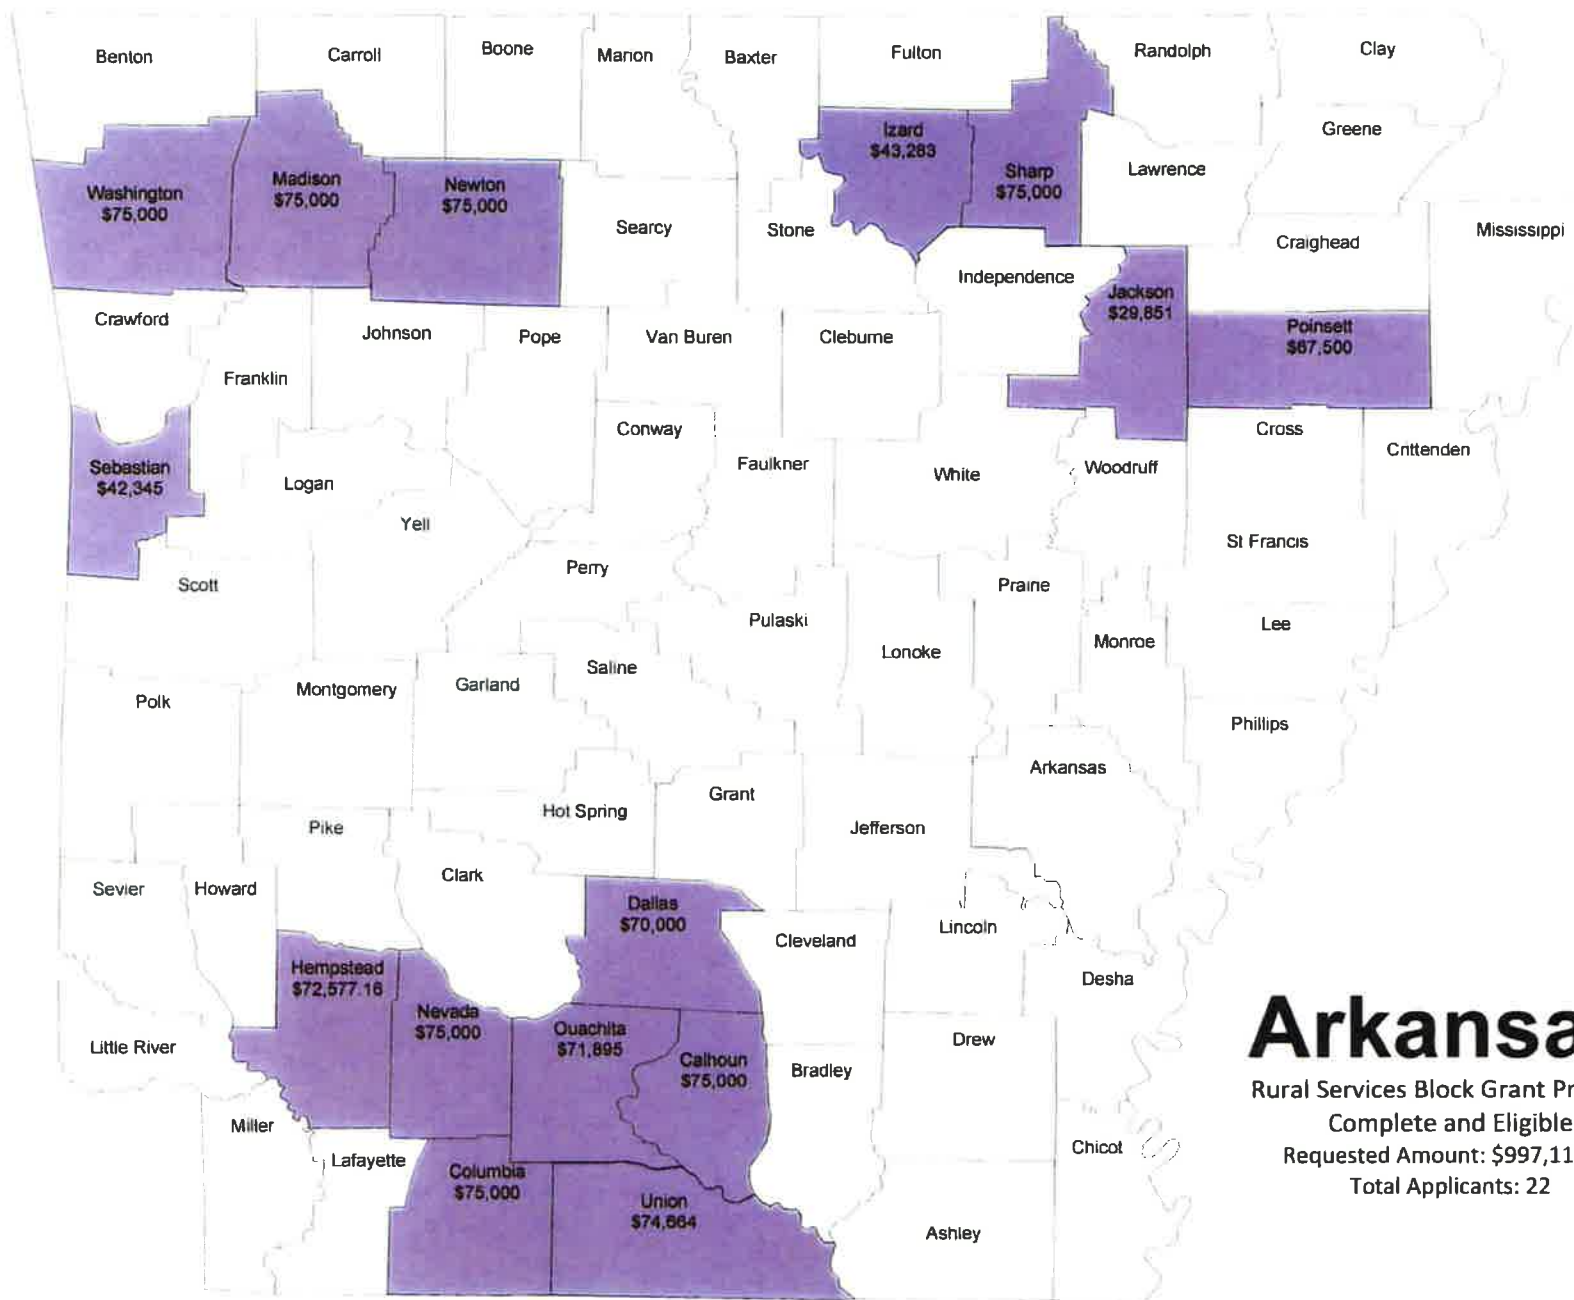 Benton
Carroll
Boone
Marion
Baxter
Fulton
Randolph
Clay
Greene
Izard
$43,283
Sharp
$75,000
Lawrence
Washington
$75,000
Madison
$75,000
Newton
$75,000
Searcy
Stone
Craighead
Mississippi
Independence
Jackson
$29,851
Poinsett
$67,500
Crawford
Johnson
Pope
Van Buren
Cleburne
Franklin
Conway
Cross
Crittenden
Sebastian
$42,345
Logan
Faulkner
White
Woodruff
Yell
St Francis
Scott
Perry
Prairie
Pulaski
Lonoke
Monroe
Lee
Saline
Garland
Montgomery
Polk
Phillips
Arkansas
Grant
Hot Spring
Pike
Jefferson
Clark
Sevier
Howard
Dallas
$70,000
Cleveland
Lincoln
Hempstead
$72,577.16
Desha
Nevada
$75,000
Ouachita
$71,895
Calhoun
$75,000
Little River
Drew
Bradley
Miller
Lafayette
Chicot
Columbia
$75,000
Union
$74,664
Ashley
Arkansa
Rural Services Block Grant Pr
Complete and Eligible
Requested Amount: $997,11
Total Applicants: 22